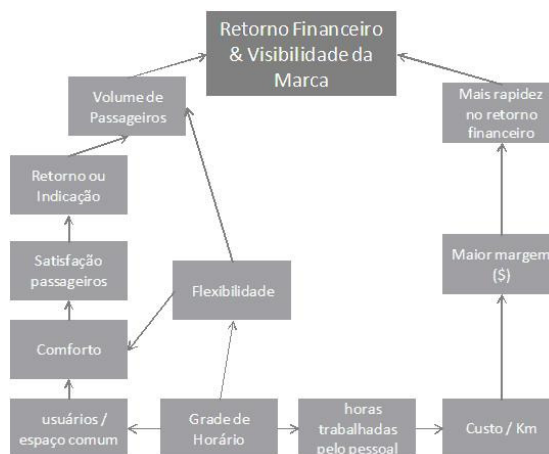 Retorno Financeiro
& Visibilidade da
Marca
Volume de
Passageiros
Mais rapidez
no retorno
financeiro
Retorno ou
Indicação
Satisfação
passageiros
Flexibilidade
Maior margem
($)
Comforto
usuários /
espaço comum
Grade de
Horário
horas
trabalhadas
pelo pessoal
Custo / Km